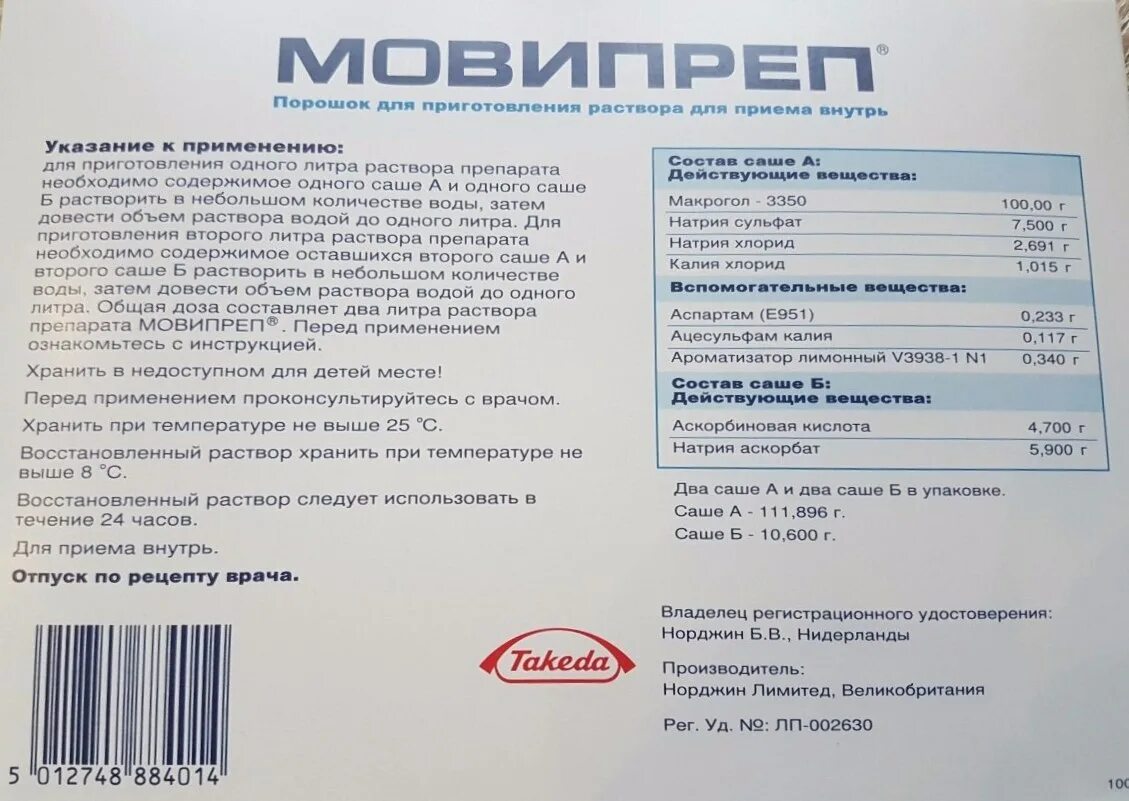 МОВИПРЕП®
Порошок для приготовления раствора для приема внутрь
Указание к применению:
для приготовления одного литра раствора препарата
необходимо содержимое одного саше А и одного саше
Б растворить в небольшом количестве воды, затем
довести объем раствора водой до одного литра. Для
приготовления второго литра раствора препарата
необходимо содержимое оставшихся второго саше А и
второго саше Б растворить в небольшом количестве
воды, затем довести объем раствора водой до одного
литра. Общая доза составляет два литра раствора
препарата МОВИПРЕП®. Перед применением
ознакомьтесь с инструкцией.
Хранить в недоступном для детей месте!
Перед применением проконсультируйтесь с врачом.
Хранить при температуре не выше 25 °С.
Восстановленный раствор хранить при температуре не
выше 8 °С.
Восстановленный раствор следует использовать в
течение 24 часов.
Для приема внутрь.
Отпуск по рецепту врача.
5 012748 884014
Takeda
Состав саше А:
Действующие вещества:
Макрогол - 3350 100,00 г
Натрия сульфат 7,500 г
Натрия хлорид 2,691 г
Калия хлорид 1,015 г
Вспомогательные вещества:
Аспартам (Е951) 0,233 г
Ацесульфам калия 0,117 г
Ароматизатор лимонный V3938-1 N1 0,340 г
Состав саше Б:
Действующие вещества:
Аскорбиновая кислота 4,700 г
Натрия аскорбат 5,900 г
Два саше А и два саше Б в упаковке.
Саше А - 111,896 г.
Саше Б - 10,600 г.
Владелец регистрационного удостоверения:
Норджин Б.В., Нидерланды
Производитель:
Норджин Лимитед, Великобритания
Рег. Уд. №: ЛП-002630